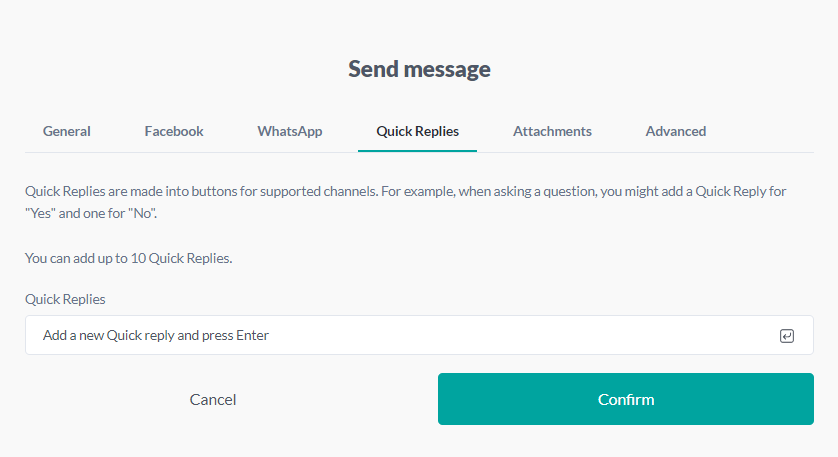 Send message
General Facebook WhatsApp Quick Replies Attachments Advanced
Quick Replies are made into buttons for supported channels. For example, when asking a question, you might add a Quick Reply for
"Yes" and one for "No".
You can add up to 10 Quick Replies.
Quick Replies
Add a new Quick reply and press Enter
Cancel Confirm